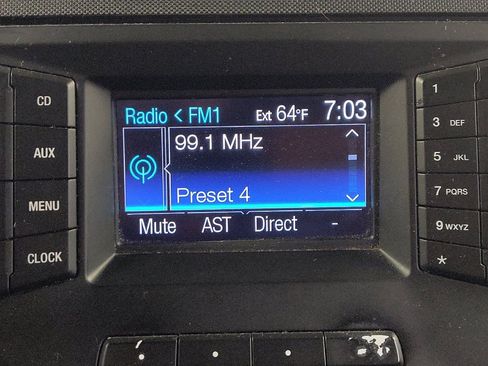 Radio < FM1 Ext 64°F 7:03
99.1 MHz
Preset 4
Mute AST Direct -
CD
AUX
MENU
CLOCK
1
3 DEF
5 JKL
7 PQRS
9 WXYZ
*